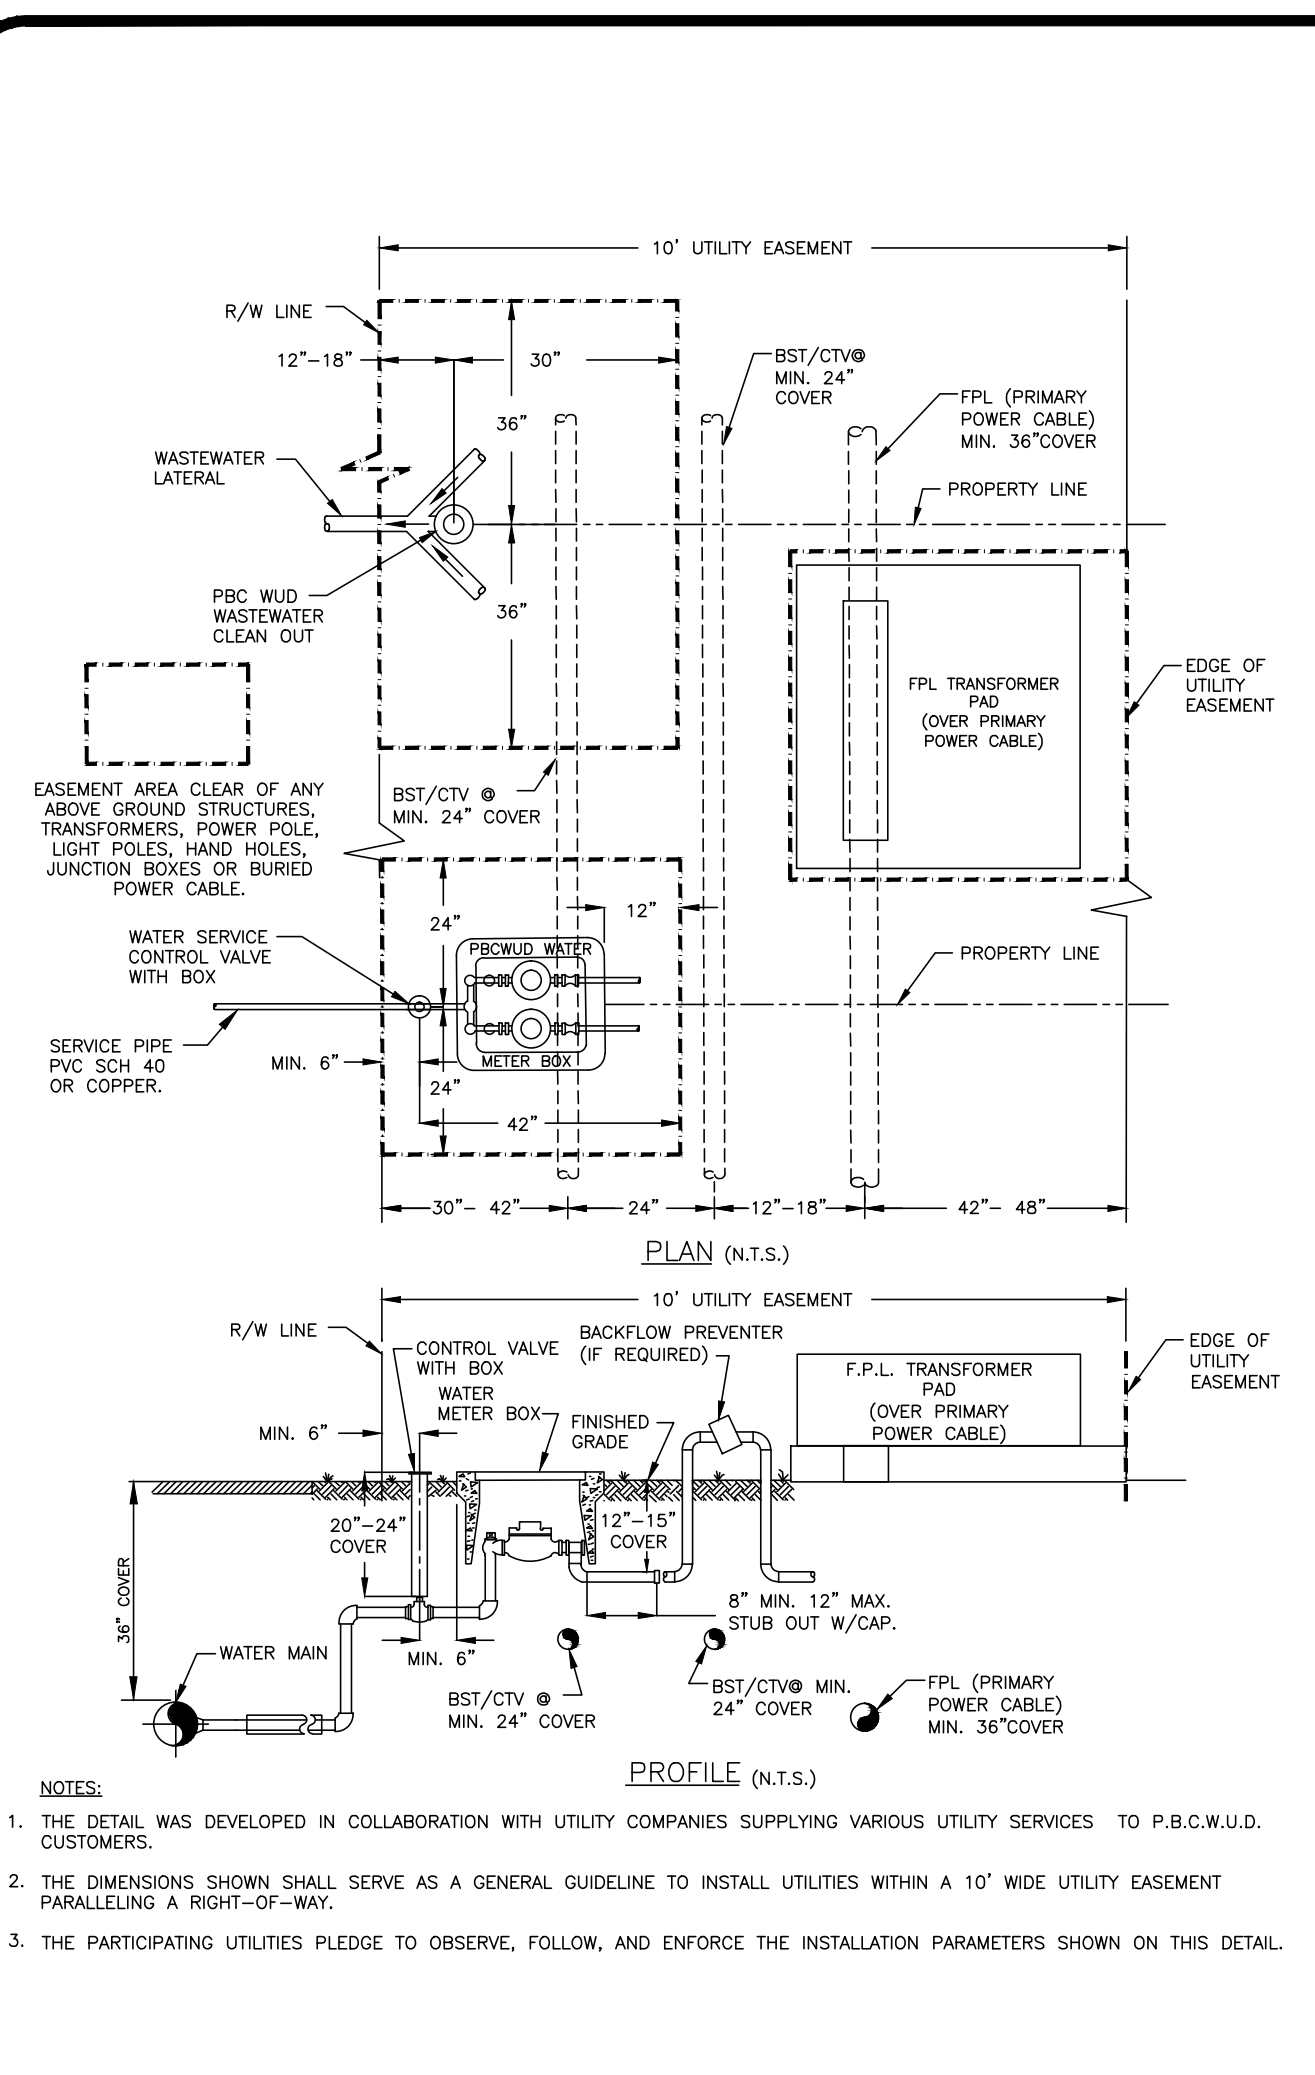 10' UTILITY EASEMENT
R/W LINE
12"-18"
30"
BST/CTV@
MIN. 24"
COVER
FPL (PRIMARY
POWER CABLE)
MIN. 36"COVER
36"
WASTEWATER
LATERAL
PROPERTY LINE
PBC WUD
WASTEWATER
CLEAN OUT
36"
EDGE OF
UTILITY
EASEMENT
FPL TRANSFORMER
PAD
(OVER PRIMARY
POWER CABLE)
EASEMENT AREA CLEAR OF ANY
ABOVE GROUND STRUCTURES,
TRANSFORMERS, POWER POLE,
LIGHT POLES, HAND HOLES,
JUNCTION BOXES OR BURIED
POWER CABLE.
BST/CTV @
MIN. 24" COVER
24"
12"
WATER SERVICE
CONTROL VALVE
WITH BOX
PBCWUD WATER
METER BOX
PROPERTY LINE
SERVICE PIPE
PVC SCH 40
OR COPPER.
MIN. 6"
24"
42"
30"- 42"
24"
12"-18"
42"- 48"
PLAN (N.T.S.)
10' UTILITY EASEMENT
R/W LINE
CONTROL VALVE
WITH BOX
BACKFLOW PREVENTER
(IF REQUIRED)
EDGE OF
UTILITY
EASEMENT
F.P.L. TRANSFORMER
PAD
(OVER PRIMARY
POWER CABLE)
WATER
METER BOX
FINISHED
GRADE
MIN. 6"
20"-24"
COVER
12"-15"
COVER
36" COVER
8" MIN. 12" MAX.
STUB OUT W/CAP.
WATER MAIN
MIN. 6"
BST/CTV @
MIN. 24" COVER
BST/CTV@ MIN.
24" COVER
FPL (PRIMARY
POWER CABLE)
MIN. 36"COVER
PROFILE (N.T.S.)
NOTES:
1. THE DETAIL WAS DEVELOPED IN COLLABORATION WITH UTILITY COMPANIES SUPPLYING VARIOUS UTILITY SERVICES TO P.B.C.W.U.D.
CUSTOMERS.
2. THE DIMENSIONS SHOWN SHALL SERVE AS A GENERAL GUIDELINE TO INSTALL UTILITIES WITHIN A 10' WIDE UTILITY EASEMENT
PARALLELING A RIGHT-OF-WAY.
3. THE PARTICIPATING UTILITIES PLEDGE TO OBSERVE, FOLLOW, AND ENFORCE THE INSTALLATION PARAMETERS SHOWN ON THIS DETAIL.